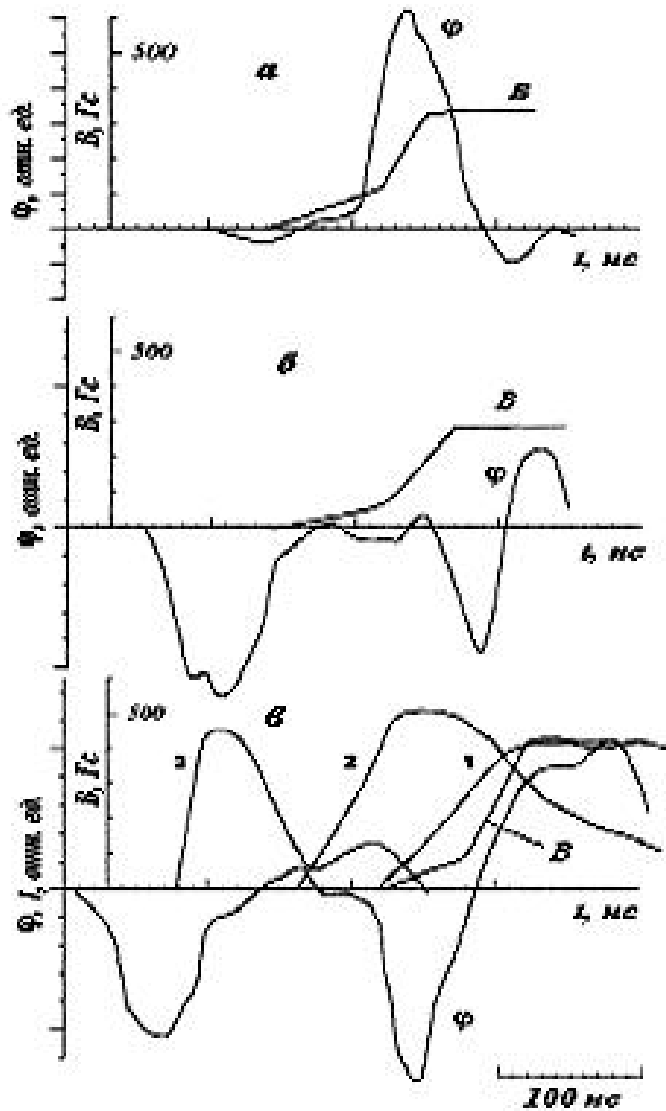 500
а
φ
B
B, Гс
φ, отн. ед.
t, мс
500
б
B
φ
B, Гс
φ, отн. ед.
t, мс
500
в
3
2
1
B
B, Гс
φ, I, отн. ед.
t, мс
φ
100 мс